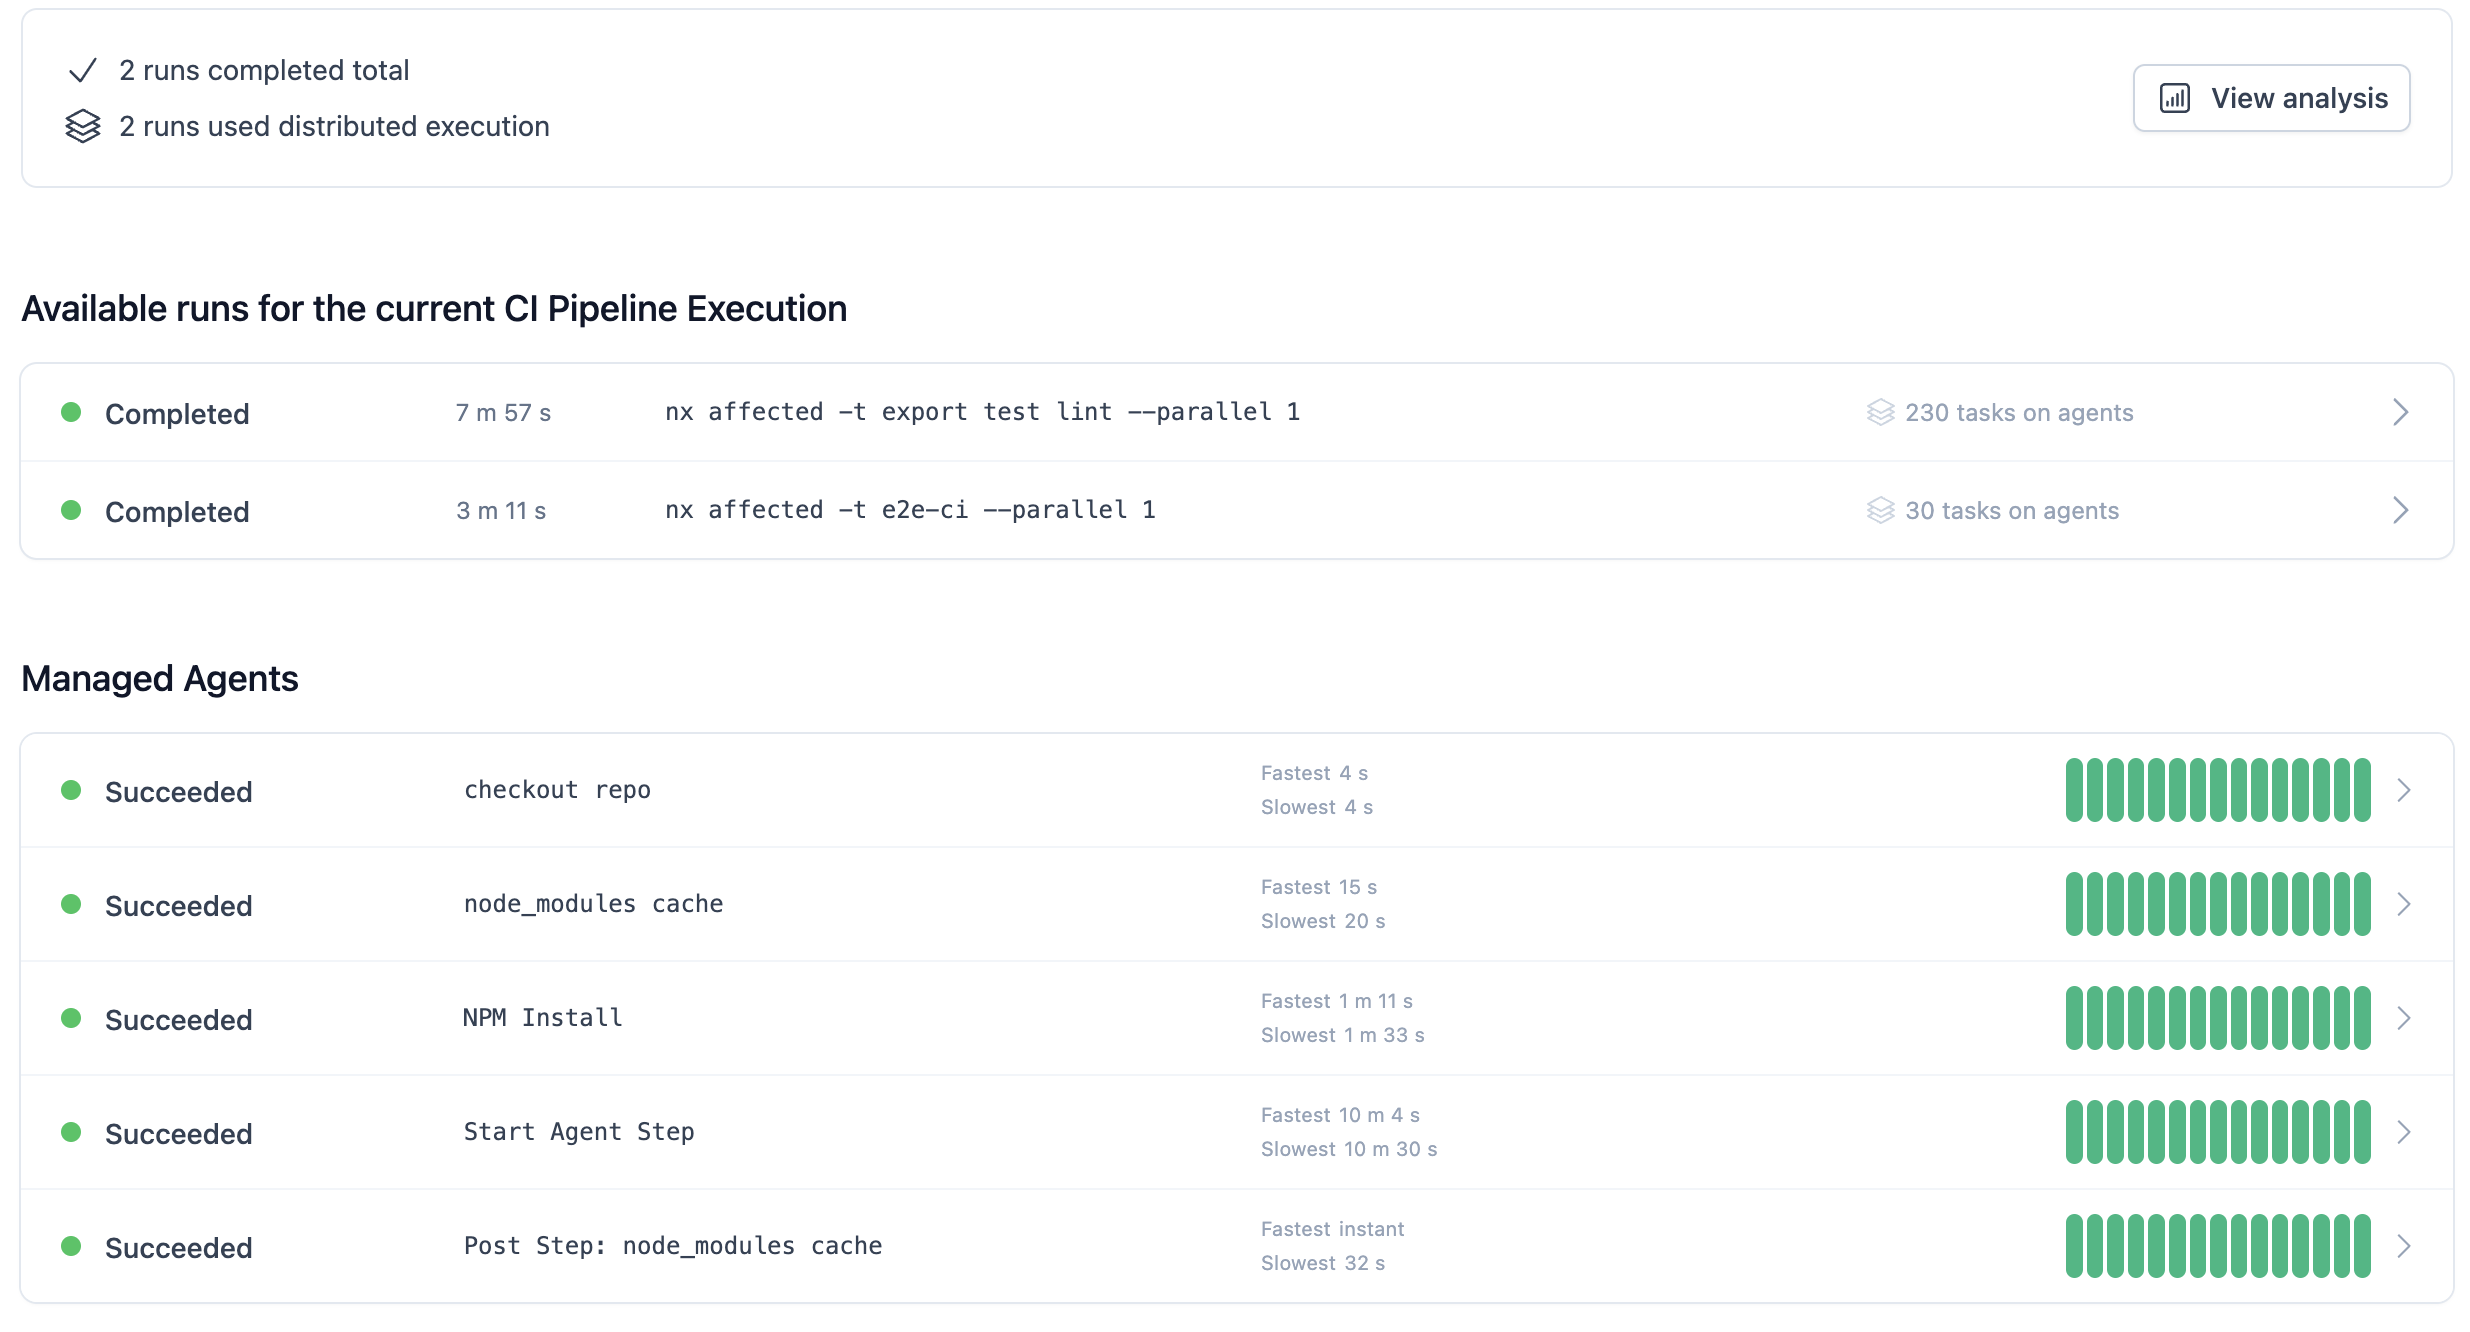 2 runs completed total
2 runs used distributed execution
View analysis
Available runs for the current CI Pipeline Execution
Completed 7 m 57 s nx affected -t export test lint --parallel 1 230 tasks on agents
Completed 3 m 11 s nx affected -t e2e-ci --parallel 1 30 tasks on agents
Managed Agents
Succeeded checkout repo
Fastest 4 s
Slowest 4 s
Succeeded node_modules cache
Fastest 15 s
Slowest 20 s
Succeeded NPM Install
Fastest 1 m 11 s
Slowest 1 m 33 s
Succeeded Start Agent Step
Fastest 10 m 4 s
Slowest 10 m 30 s
Succeeded Post Step: node_modules cache
Fastest instant
Slowest 32 s